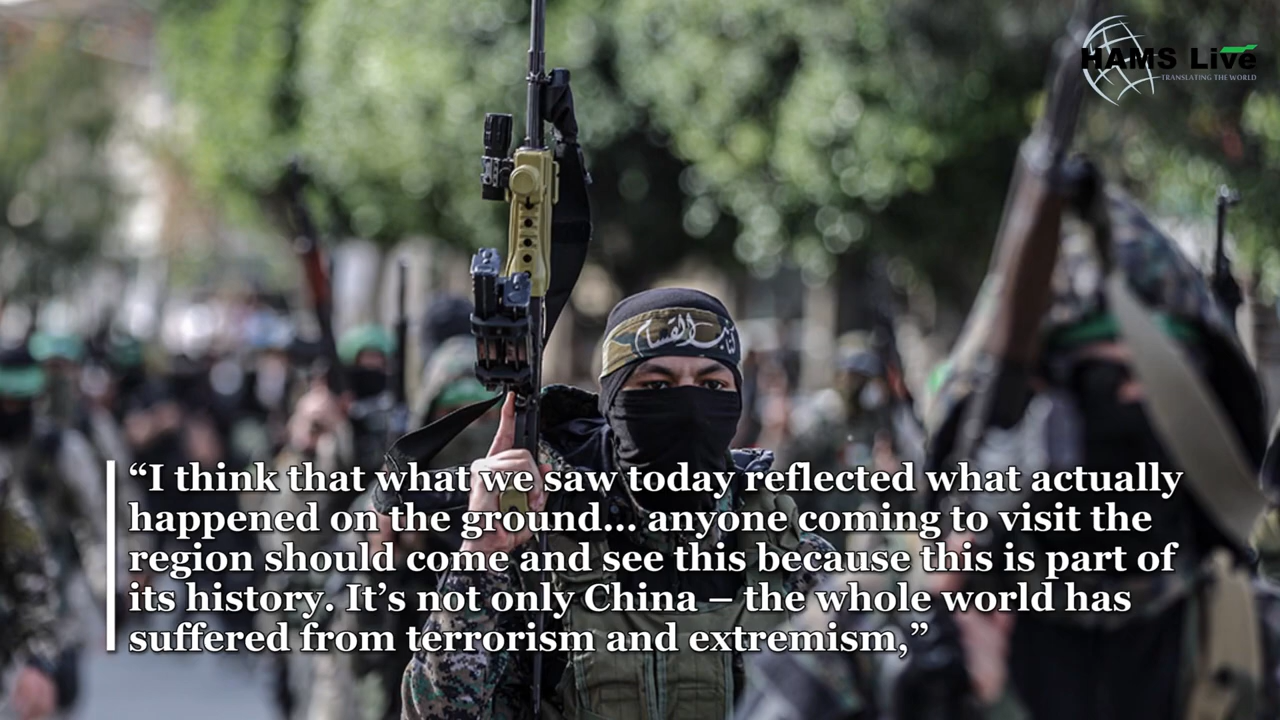 HAMS Live
TRANSLATING THE WORLD
كتائب القسام
“I think that what we saw today reflected what actually
happened on the ground... anyone coming to visit the
region should come and see this because this is part of
its history. It’s not only China – the whole world has
suffered from terrorism and extremism,”